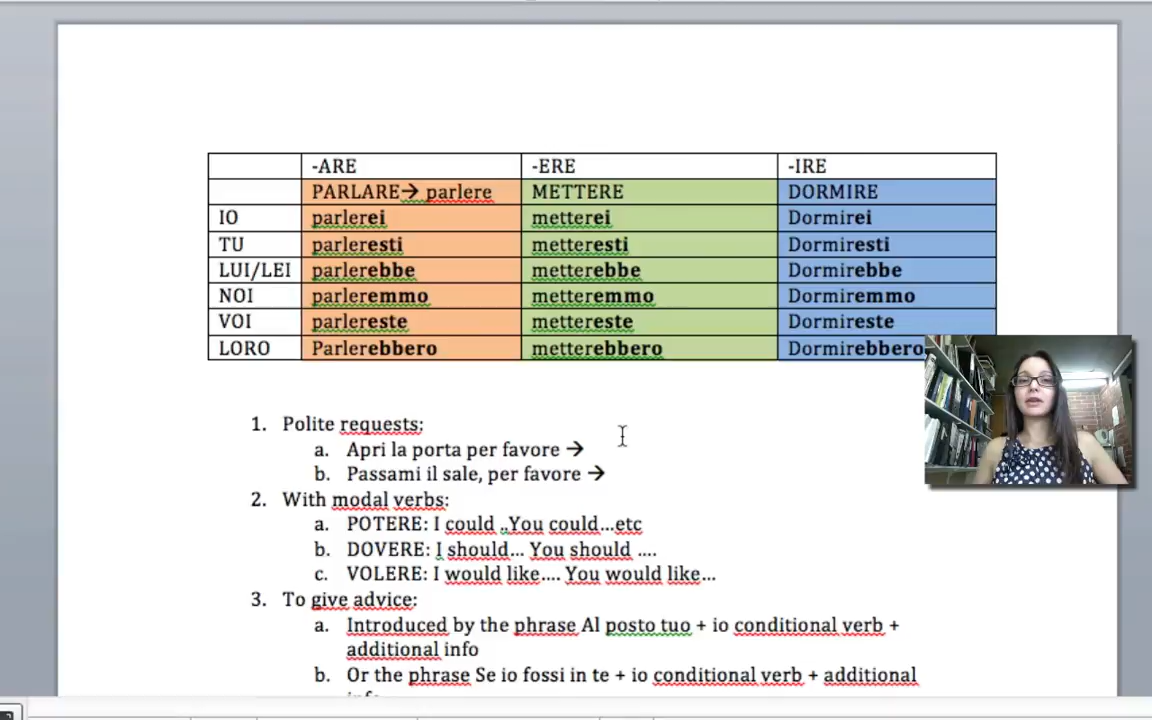 -ARE -ERE -IRE
PARLARE→ parlere METTERE DORMIRE
IO parlerei metterei Dormirei
TU parleresti metteresti Dormiresti
LUI/LEI parlerebbe metterebbe Dormirebbe
NOI parleremmo metteremmo Dormiremmo
VOI parlereste mettereste Dormireste
LORO Parlerebbero metterebbero Dormirebbero
1. Polite requests:
a. Apri la porta per favore →
b. Passami il sale, per favore →
2. With modal verbs:
a. POTERE: I could ..You could...etc
b. DOVERE: I should... You should ....
c. VOLERE: I would like.... You would like...
3. To give advice:
a. Introduced by the phrase Al posto tuo + io conditional verb +
additional info
b. Or the phrase Se io fossi in te + io conditional verb + additional